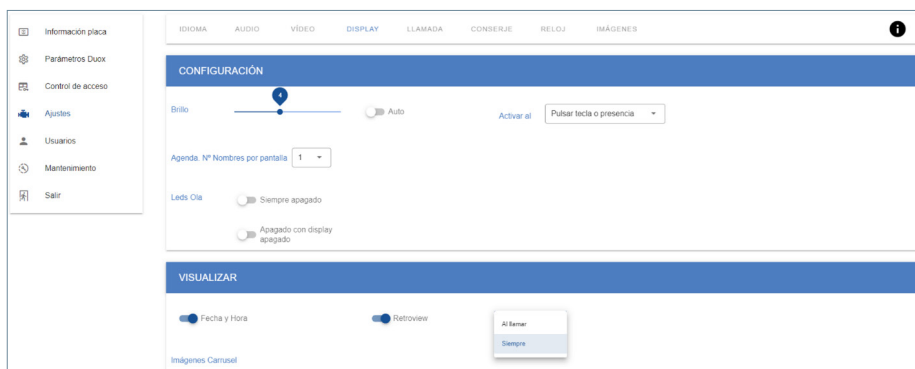 Información placa
Parámetros Duox
Control de acceso
Ajustes
Usuarios
Mantenimiento
Salir
IDIOMA AUDIO VÍDEO DISPLAY LLAMADA CONSERJE RELOJ IMÁGENES
CONFIGURACIÓN
4
Brillo Auto Activar al Pulsar tecla o presencia
Agenda. Nº Nombres por pantalla 1
Leds Ola Siempre apagado
Apagado con display
apagado
VISUALIZAR
Fecha y Hora Retroview Al llamar
Siempre
Imágenes Carrusel